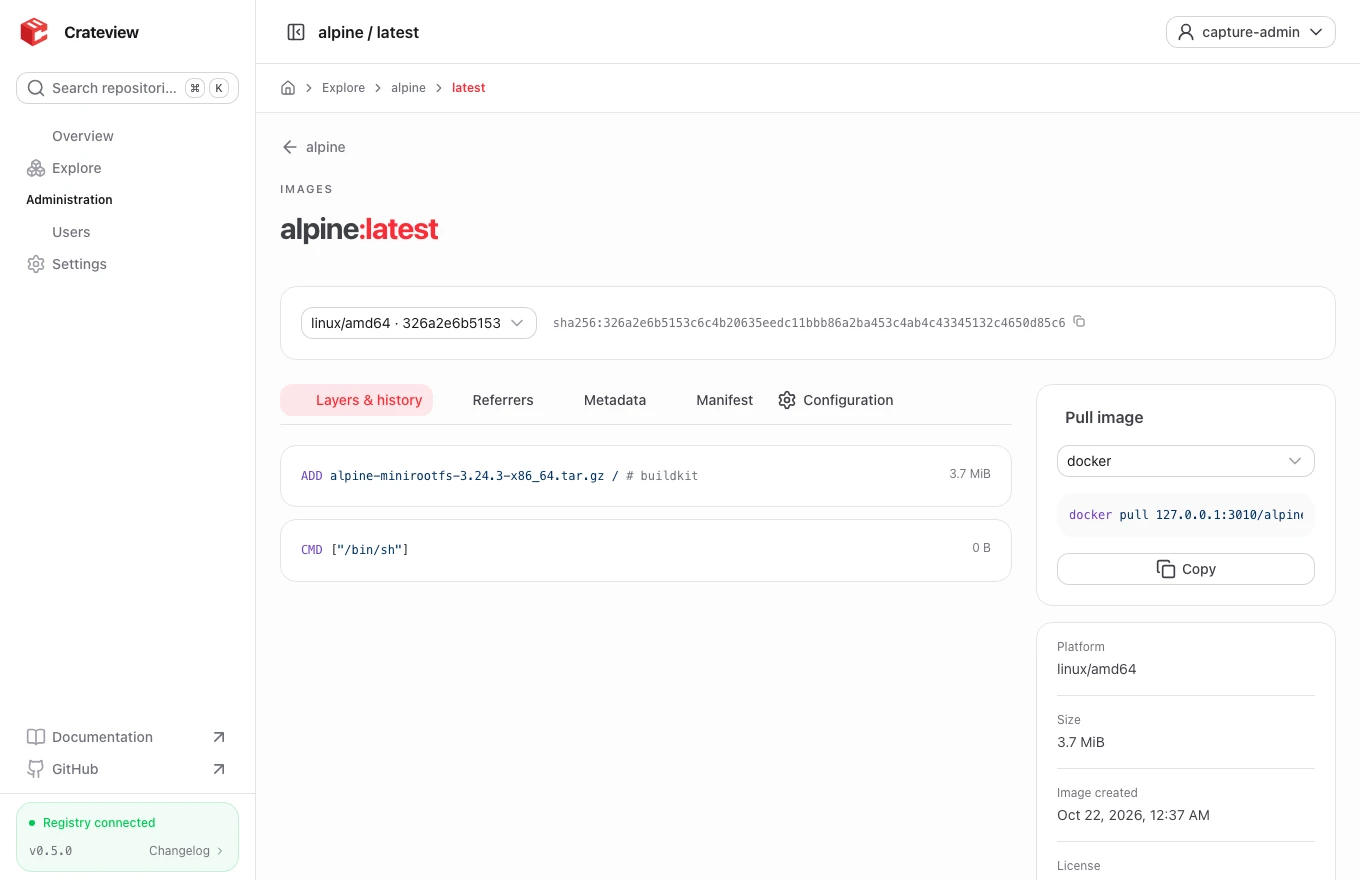 Crateview
Search repositori...
⌘ K
Overview
Explore
Administration
Users
Settings
Documentation
GitHub
Registry connected
v0.5.0
Changelog
alpine / latest
capture-admin
Explore
alpine
latest
alpine
IMAGES
alpine:latest
linux/amd64 · 326a2e6b5153
sha256:326a2e6b5153c6c4b20635eedc11bbb86a2ba453c4ab4c43345132c4650d85c6
Layers & history
Referrers
Metadata
Manifest
Configuration
ADD alpine-minirootfs-3.24.3-x86_64.tar.gz / # buildkit
3.7 MiB
CMD ["/bin/sh"]
0 B
Pull image
docker
docker pull 127.0.0.1:3010/alpine
Copy
Platform
linux/amd64
Size
3.7 MiB
Image created
Oct 22, 2026, 12:37 AM
License